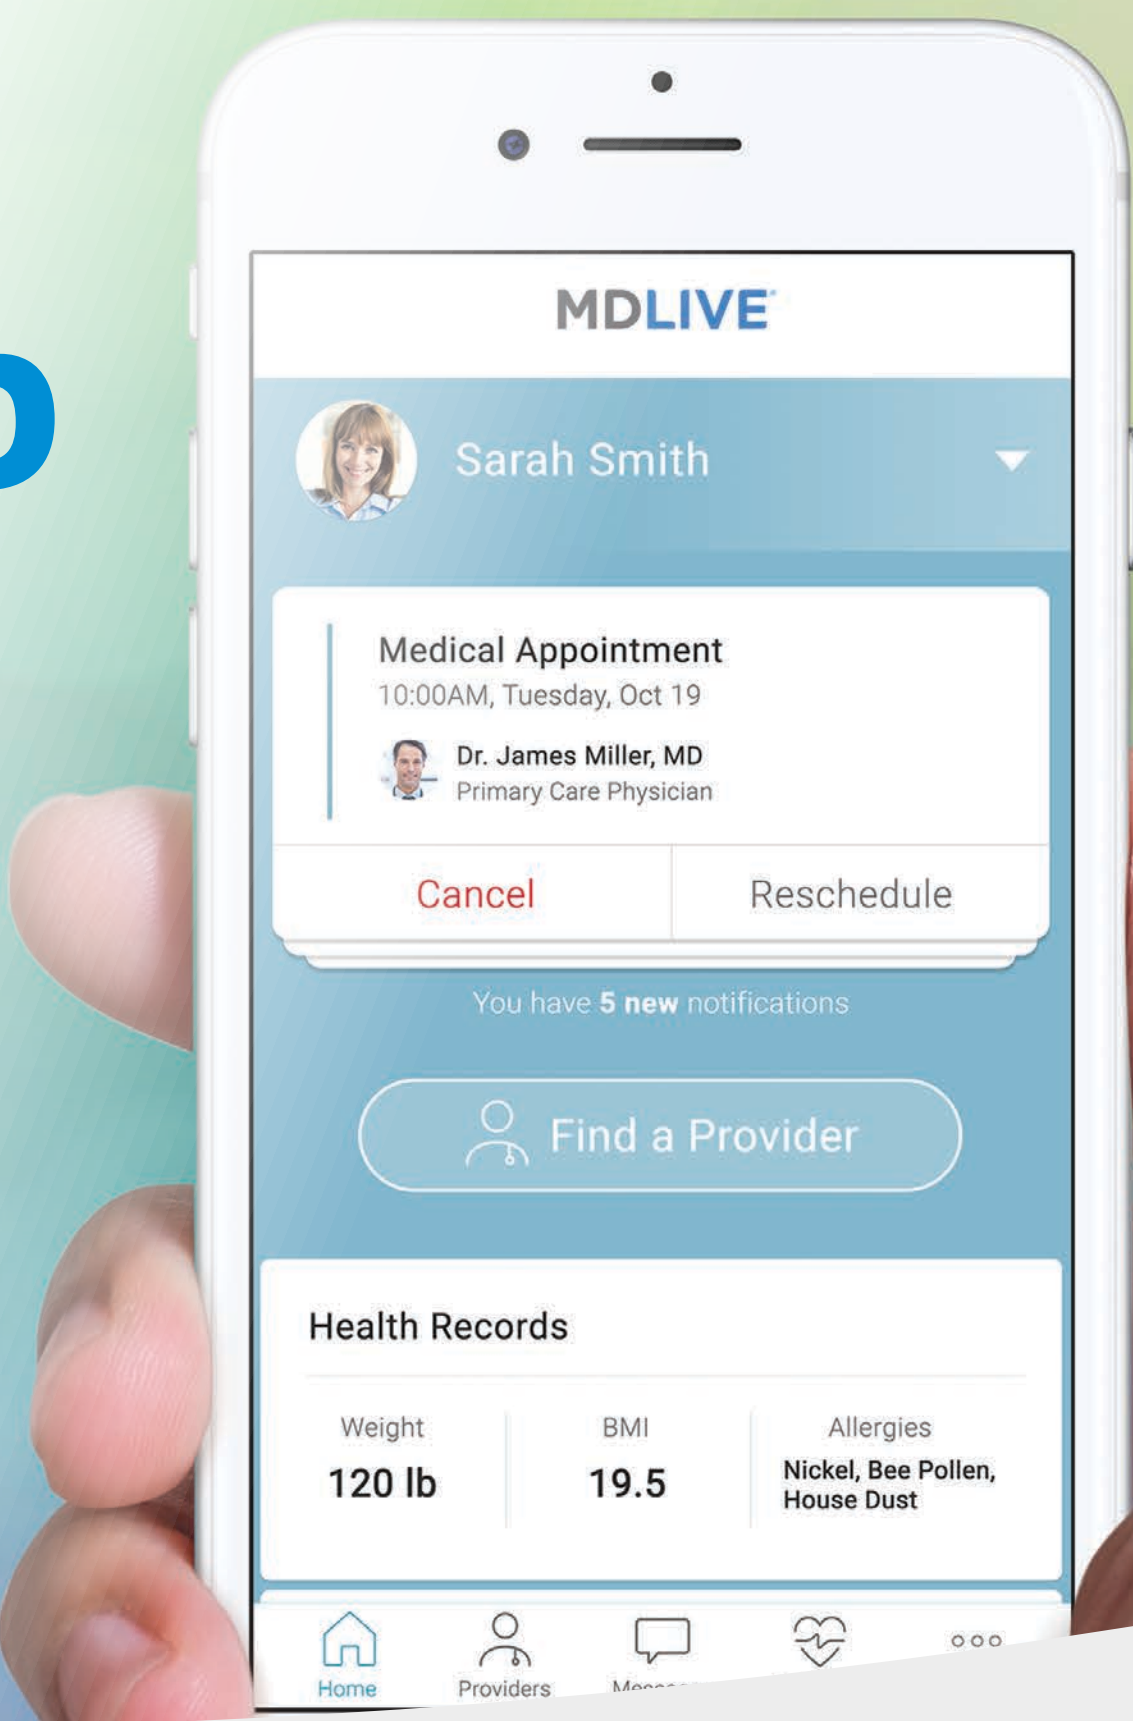 MDLIVE
Sarah Smith
Medical Appointment
10:00AM, Tuesday, Oct 19
Dr. James Miller, MD
Primary Care Physician
Cancel Reschedule
You have 5 new notifications
Find a Provider
Health Records
Weight BMI Allergies
120 lb 19.5 Nickel, Bee Pollen,
House Dust
Home Providers